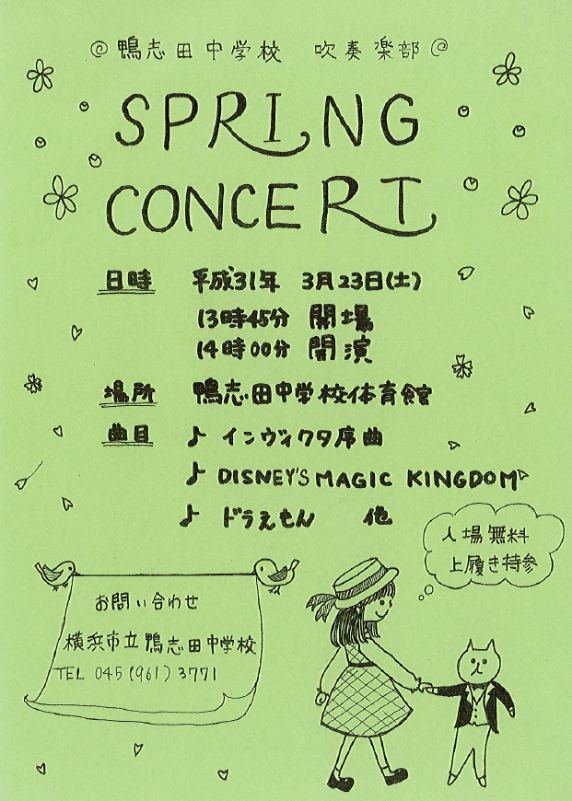 @鴨志田中学校 吹奏楽部@
SPRING
CONCERT
日時 平成31年 3月23日(土)
13時45分 開場
14時00分 開演
場所 鴨志田中学校体育館
曲目 ♪ インヴィクタ序曲
♪ DISNEY'S MAGIC KINGDOM
♪ ドラえもん 他
入場無料
上履き持参
お問い合わせ
横浜市立鴨志田中学校
TEL 045(961)3771